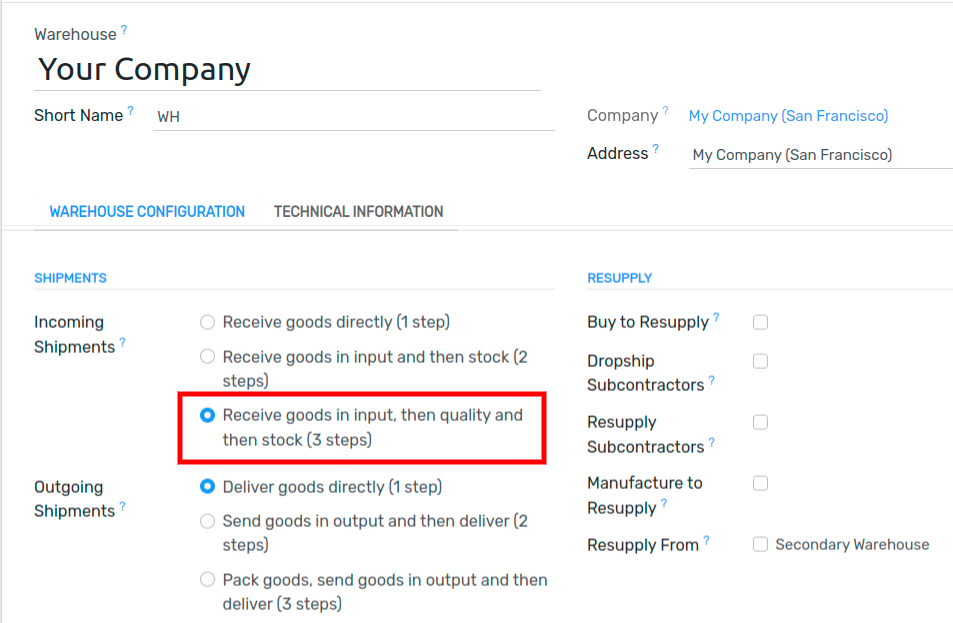 Warehouse ?
Your Company
Short Name ? WH
Company ? My Company (San Francisco)
Address ? My Company (San Francisco)
WAREHOUSE CONFIGURATION TECHNICAL INFORMATION
SHIPMENTS
Incoming
Shipments ?
Receive goods directly (1 step)
Receive goods in input and then stock (2
steps)
Receive goods in input, then quality and
then stock (3 steps)
Outgoing
Shipments ?
Deliver goods directly (1 step)
Send goods in output and then deliver (2
steps)
Pack goods, send goods in output and then
deliver (3 steps)
RESUPPLY
Buy to Resupply ?
Dropship
Subcontractors ?
Resupply
Subcontractors ?
Manufacture to
Resupply ?
Resupply From ? Secondary Warehouse